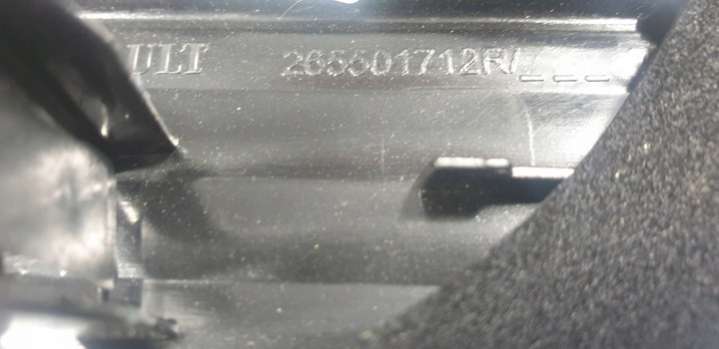 ULT 265501712R/_ _ _ _